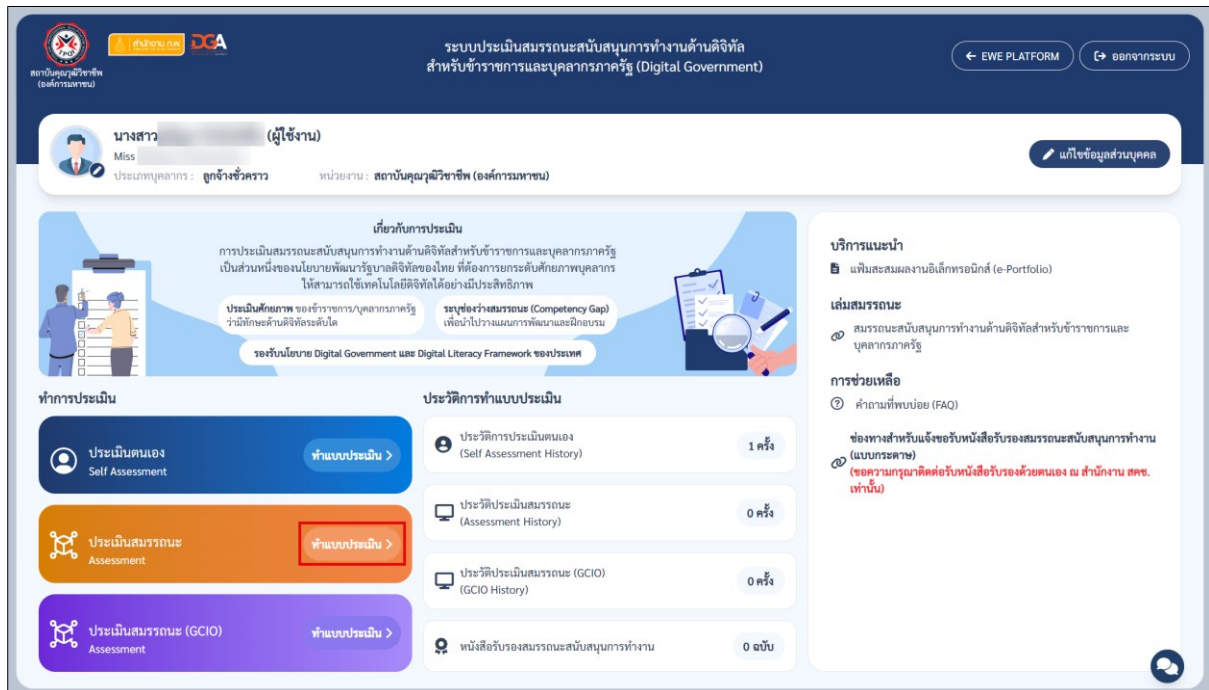 สถาบันคุณวุฒิวิชาชีพ
(องค์การมหาชน)
สำนักงาน ก.พ.
DGA
ระบบประเมินสมรรถนะสนับสนุนการทำงานด้านดิจิทัล
สำหรับข้าราชการและบุคลากรภาครัฐ (Digital Government)
EWE PLATFORM
ออกจากระบบ
นางสาว (ผู้ใช้งาน)
Miss
ประเภทบุคลากร : ลูกจ้างชั่วคราว หน่วยงาน : สถาบันคุณวุฒิวิชาชีพ (องค์การมหาชน)
แก้ไขข้อมูลส่วนบุคคล
เกี่ยวกับการประเมิน
การประเมินสมรรถนะสนับสนุนการทำงานด้านดิจิทัลสำหรับข้าราชการและบุคลากรภาครัฐ
เป็นส่วนหนึ่งของนโยบายพัฒนารัฐบาลดิจิทัลของไทย ที่ต้องการยกระดับศักยภาพบุคลากร
ให้สามารถใช้เทคโนโลยีดิจิทัลได้อย่างมีประสิทธิภาพ
ประเมินศักยภาพ ของข้าราชการ/บุคลากรภาครัฐ
ว่ามีทักษะด้านดิจิทัลระดับใด
ระบุช่องว่างสมรรถนะ (Competency Gap)
เพื่อนำไปวางแผนการพัฒนาและฝึกอบรม
รองรับนโยบาย Digital Government และ Digital Literacy Framework ของประเทศ
ทำการประเมิน
ประเมินตนเอง
Self Assessment
ทำแบบประเมิน >
ประเมินสมรรถนะ
Assessment
ทำแบบประเมิน >
ประเมินสมรรถนะ (GCIO)
Assessment
ทำแบบประเมิน >
ประวัติการทำแบบประเมิน
ประวัติการประเมินตนเอง
(Self Assessment History)
1 ครั้ง
ประวัติประเมินสมรรถนะ
(Assessment History)
0 ครั้ง
ประวัติประเมินสมรรถนะ (GCIO)
(GCIO History)
0 ครั้ง
หนังสือรับรองสมรรถนะสนับสนุนการทำงาน
0 ฉบับ
บริการแนะนำ
แฟ้มสะสมผลงานอิเล็กทรอนิกส์ (e-Portfolio)
เล่มสมรรถนะ
สมรรถนะสนับสนุนการทำงานด้านดิจิทัลสำหรับข้าราชการและ
บุคลากรภาครัฐ
การช่วยเหลือ
คำถามที่พบบ่อย (FAQ)
ช่องทางสำหรับแจ้งขอรับหนังสือรับรองสมรรถนะสนับสนุนการทำงาน
(แบบกระดาษ)
(ขอความกรุณาติดต่อรับหนังสือรับรองด้วยตนเอง ณ สำนักงาน สคช.
เท่านั้น)